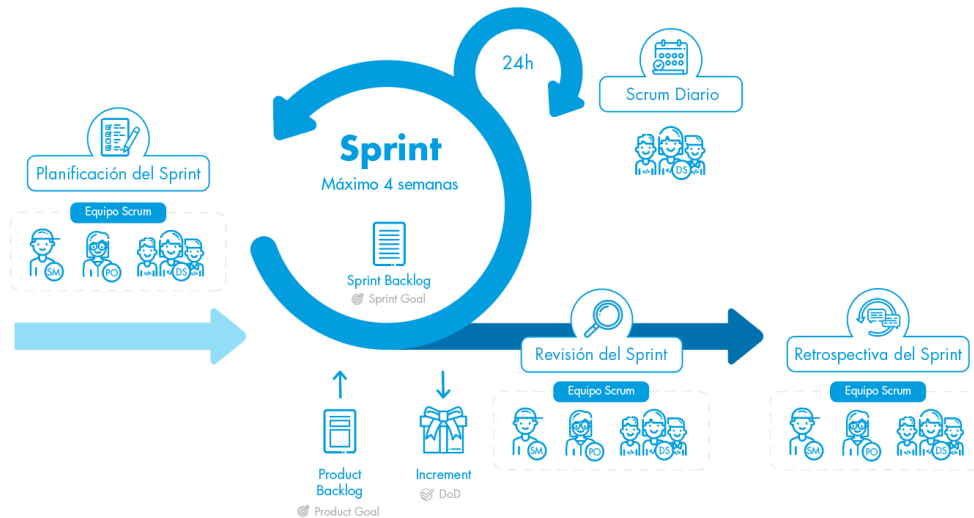 24h
Scrum Diario
DS
Sprint
Máximo 4 semanas
Sprint Backlog
Sprint Goal
Planificación del Sprint
Equipo Scrum
SM
PO
DS
Product
Backlog
Product Goal
Increment
DoD
Revisión del Sprint
Equipo Scrum
SM
PO
DS
Retrospectiva del Sprint
Equipo Scrum
SM
PO
DS